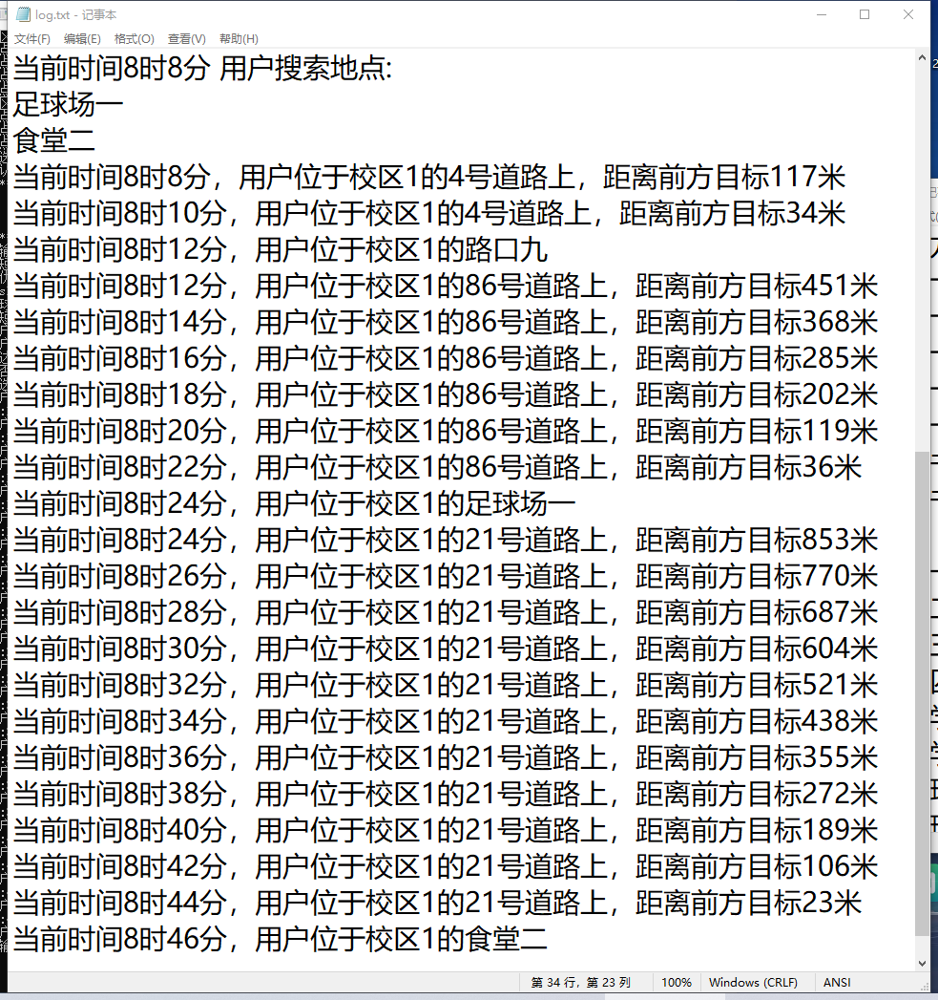 log.txt - 记事本
文件(F) 编辑(E) 格式(O) 查看(V) 帮助(H)
当前时间8时8分 用户搜索地点:
足球场一
食堂二
当前时间8时8分，用户位于校区1的4号道路上，距离前方目标117米
当前时间8时10分，用户位于校区1的4号道路上，距离前方目标34米
当前时间8时12分，用户位于校区1的路口九
当前时间8时12分，用户位于校区1的86号道路上，距离前方目标451米
当前时间8时14分，用户位于校区1的86号道路上，距离前方目标368米
当前时间8时16分，用户位于校区1的86号道路上，距离前方目标285米
当前时间8时18分，用户位于校区1的86号道路上，距离前方目标202米
当前时间8时20分，用户位于校区1的86号道路上，距离前方目标119米
当前时间8时22分，用户位于校区1的86号道路上，距离前方目标36米
当前时间8时24分，用户位于校区1的足球场一
当前时间8时24分，用户位于校区1的21号道路上，距离前方目标853米
当前时间8时26分，用户位于校区1的21号道路上，距离前方目标770米
当前时间8时28分，用户位于校区1的21号道路上，距离前方目标687米
当前时间8时30分，用户位于校区1的21号道路上，距离前方目标604米
当前时间8时32分，用户位于校区1的21号道路上，距离前方目标521米
当前时间8时34分，用户位于校区1的21号道路上，距离前方目标438米
当前时间8时36分，用户位于校区1的21号道路上，距离前方目标355米
当前时间8时38分，用户位于校区1的21号道路上，距离前方目标272米
当前时间8时40分，用户位于校区1的21号道路上，距离前方目标189米
当前时间8时42分，用户位于校区1的21号道路上，距离前方目标106米
当前时间8时44分，用户位于校区1的21号道路上，距离前方目标23米
当前时间8时46分，用户位于校区1的食堂二
第 34 行，第 23 列 100% Windows (CRLF) ANSI